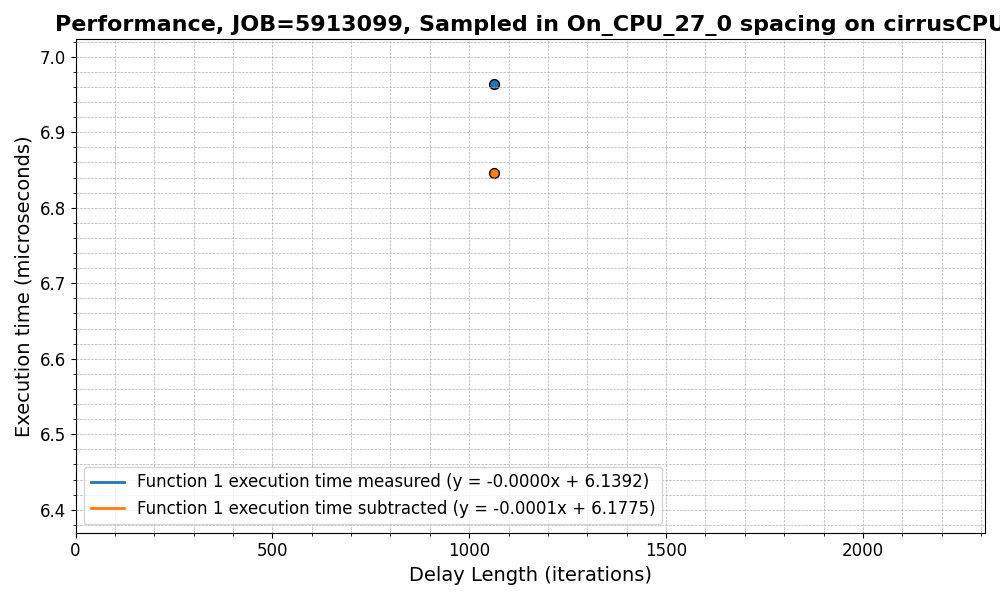 Performance, JOB=5913099, Sampled in On_CPU_27_0 spacing on cirrusCPU
7.0
6.9
6.8
6.7
6.6
6.5
6.4
Execution time (microseconds)
Function 1 execution time measured (y = -0.0000x + 6.1392)
Function 1 execution time subtracted (y = -0.0001x + 6.1775)
0
500
1000
1500
2000
Delay Length (iterations)